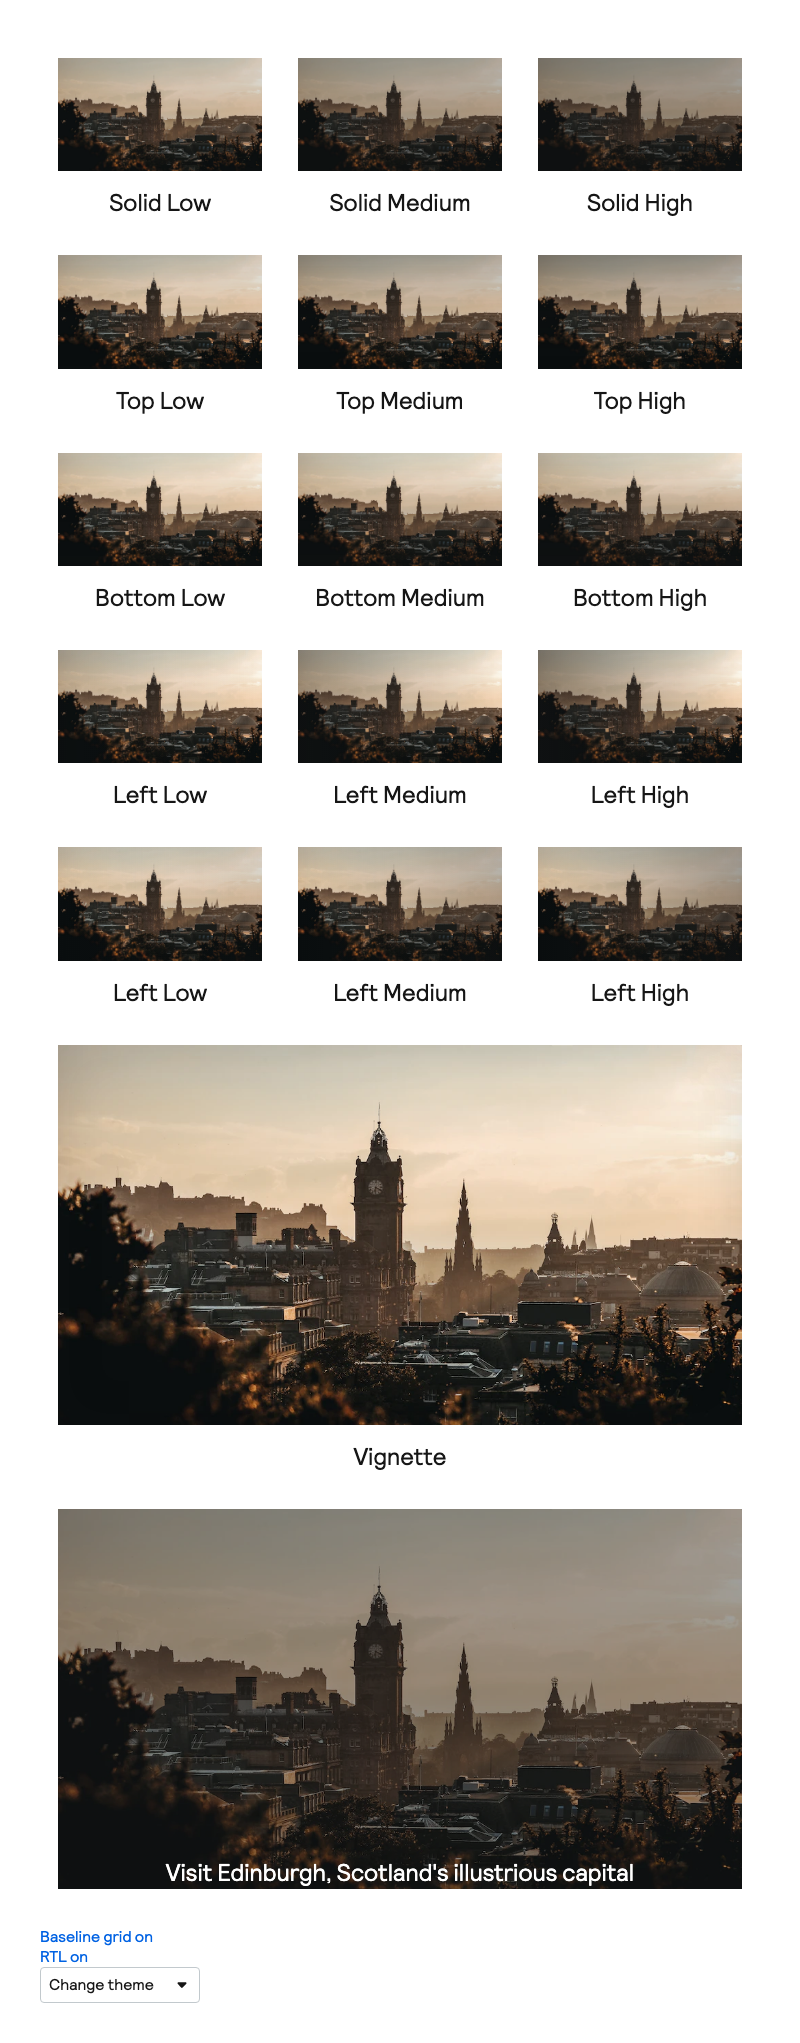 Solid Low
Solid Medium
Solid High
Top Low
Top Medium
Top High
Bottom Low
Bottom Medium
Bottom High
Left Low
Left Medium
Left High
Left Low
Left Medium
Left High
Vignette
Visit Edinburgh, Scotland's illustrious capital
Baseline grid on
RTL on
Change theme